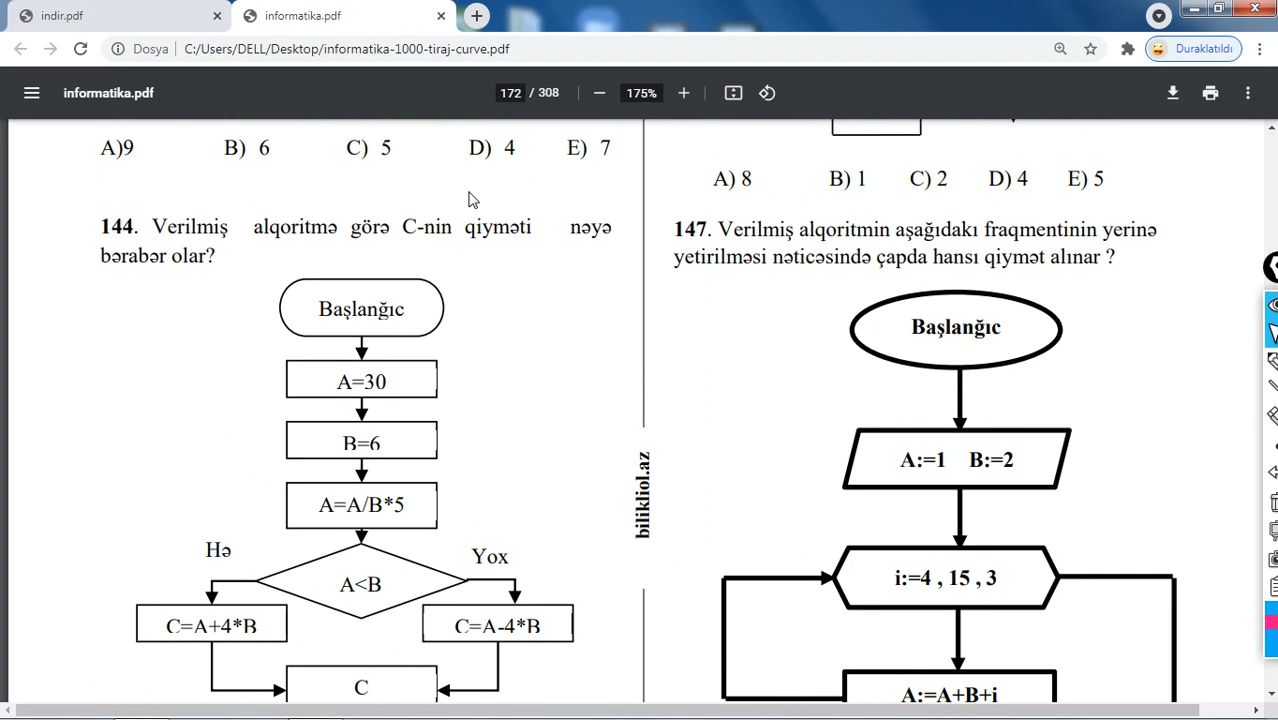 indir.pdf
informatika.pdf
Dosya
C:/Users/DELL/Desktop/informatika-1000-tiraj-curve.pdf
Duraklatıldı
informatika.pdf
172 / 308
175%
A)9 B) 6 C) 5 D) 4 E) 7
144. Verilmiş alqoritmə görə C-nin qiyməti nəyə
bərabər olar?
Başlanğıc
A=30
B=6
A=A/B*5
Hə
Yox
A<B
C=A+4*B
C=A-4*B
C
bilikliol.az
A) 8 B) 1 C) 2 D) 4 E) 5
147. Verilmiş alqoritmin aşağıdakı fraqmentinin yerinə
yetirilməsi nəticəsində çapda hansı qiymət alınar ?
Başlanğıc
A:=1 B:=2
i:=4 , 15 , 3
A:=A+B+i